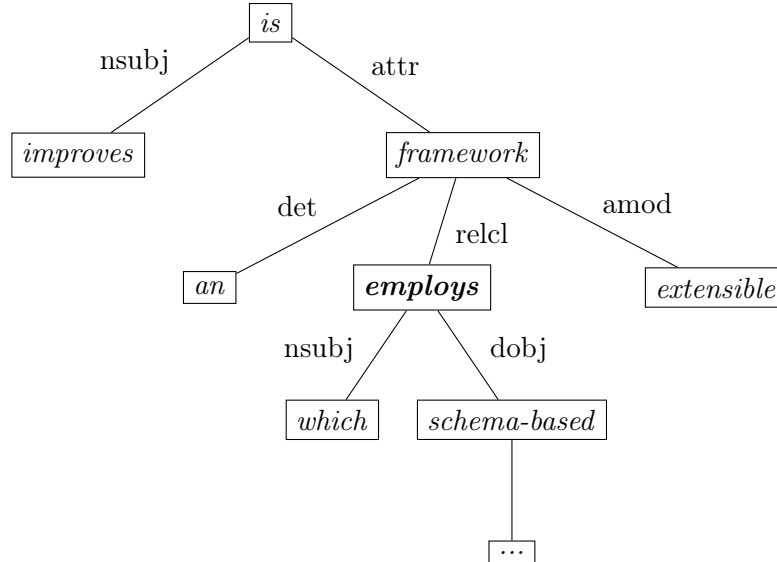 is
nsubj attr
improves framework
det relcl amod
an employs extensible
nsubj dobj
which schema-based
...